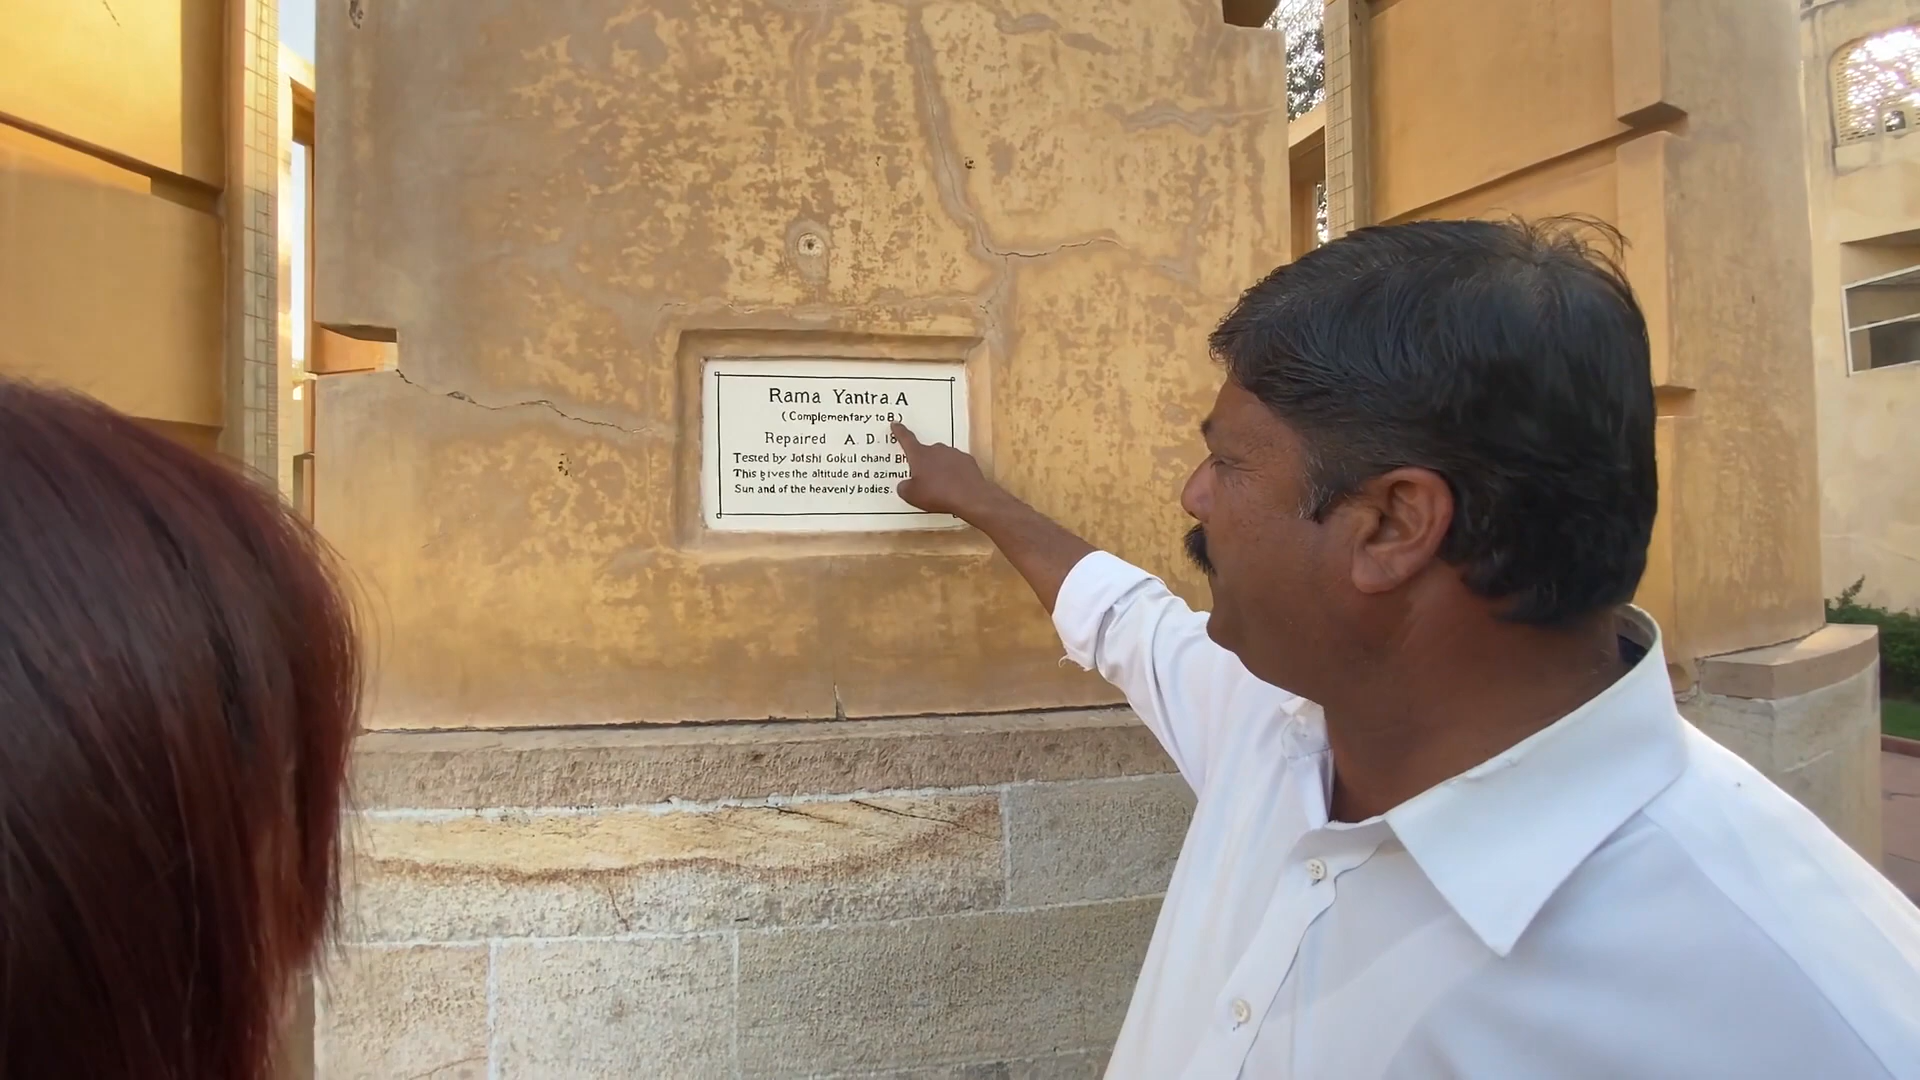 Rama Yantra A
(Complementary to B)
Repaired A. D. 18
Tested by Jotshi Gokul chand Bh
This gives the altitude and azimut
Sun and of the heavenly bodies.